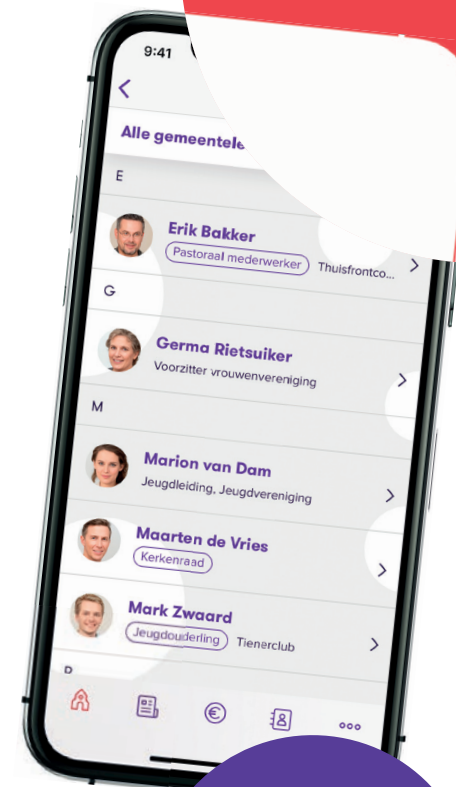 9:41
Alle gemeentele
E
Erik Bakker
Pastoraal medewerker Thuisfrontco...
G
Germa Rietsuiker
Voorzitter vrouwenvereniging
M
Marion van Dam
Jeugdleiding, Jeugdvereniging
Maarten de Vries
Kerkenraad
Mark Zwaard
Jeugdouderling Tienerclub